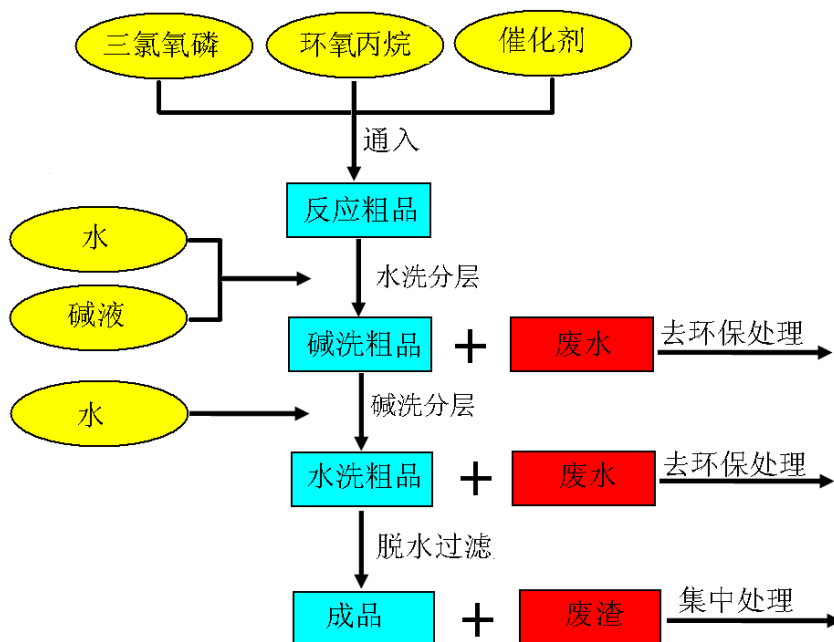 三氯氧磷
环氧丙烷
催化剂
通入
反应粗品
水
水洗分层
碱液
碱洗粗品
+
废水
去环保处理
水
碱洗分层
水洗粗品
+
废水
去环保处理
脱水过滤
成品
+
废渣
集中处理